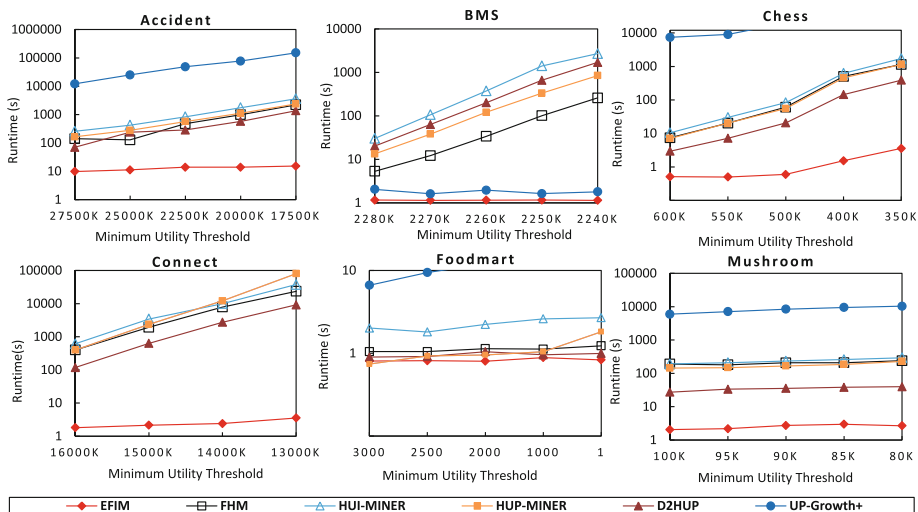 Accident
BMS
Chess
Runtime (s)
1000000
100000
10000
1000
100
10
1
27500K 25000K 22500K 20000K 17500K
Minimum Utility Threshold
Runtime (s)
10000
1000
100
10
1
2280K 2270K 2260K 2250K 2240K
Minimum Utility Threshold
Runtime (s)
10000
1000
100
10
1
600K 550K 500K 400K 350K
Minimum Utility Threshold
Connect
Foodmart
Mushroom
Runtime(s)
100000
10000
1000
100
10
1
16000K 15000K 14000K 13000K
Minimum Utility Threshold
Runtime (s)
10
1
3000 2500 2000 1000 1
Minimum Utility Threshold
Runtime (s)
100000
10000
1000
100
10
1
100K 95K 90K 85K 80K
Minimum Utility Threshold
EFIM FHM HUI-MINER HUP-MINER D2HUP UP-Growth+